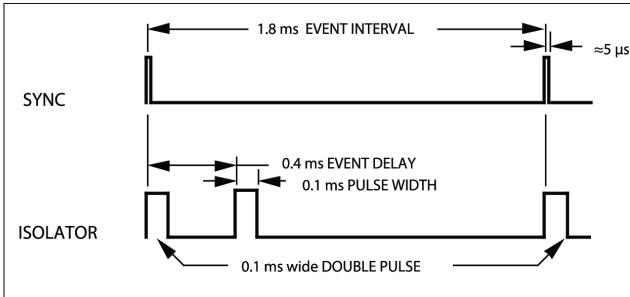 1.8 ms EVENT INTERVAL
≈5 µs
SYNC
0.4 ms EVENT DELAY
0.1 ms PULSE WIDTH
ISOLATOR
0.1 ms wide DOUBLE PULSE